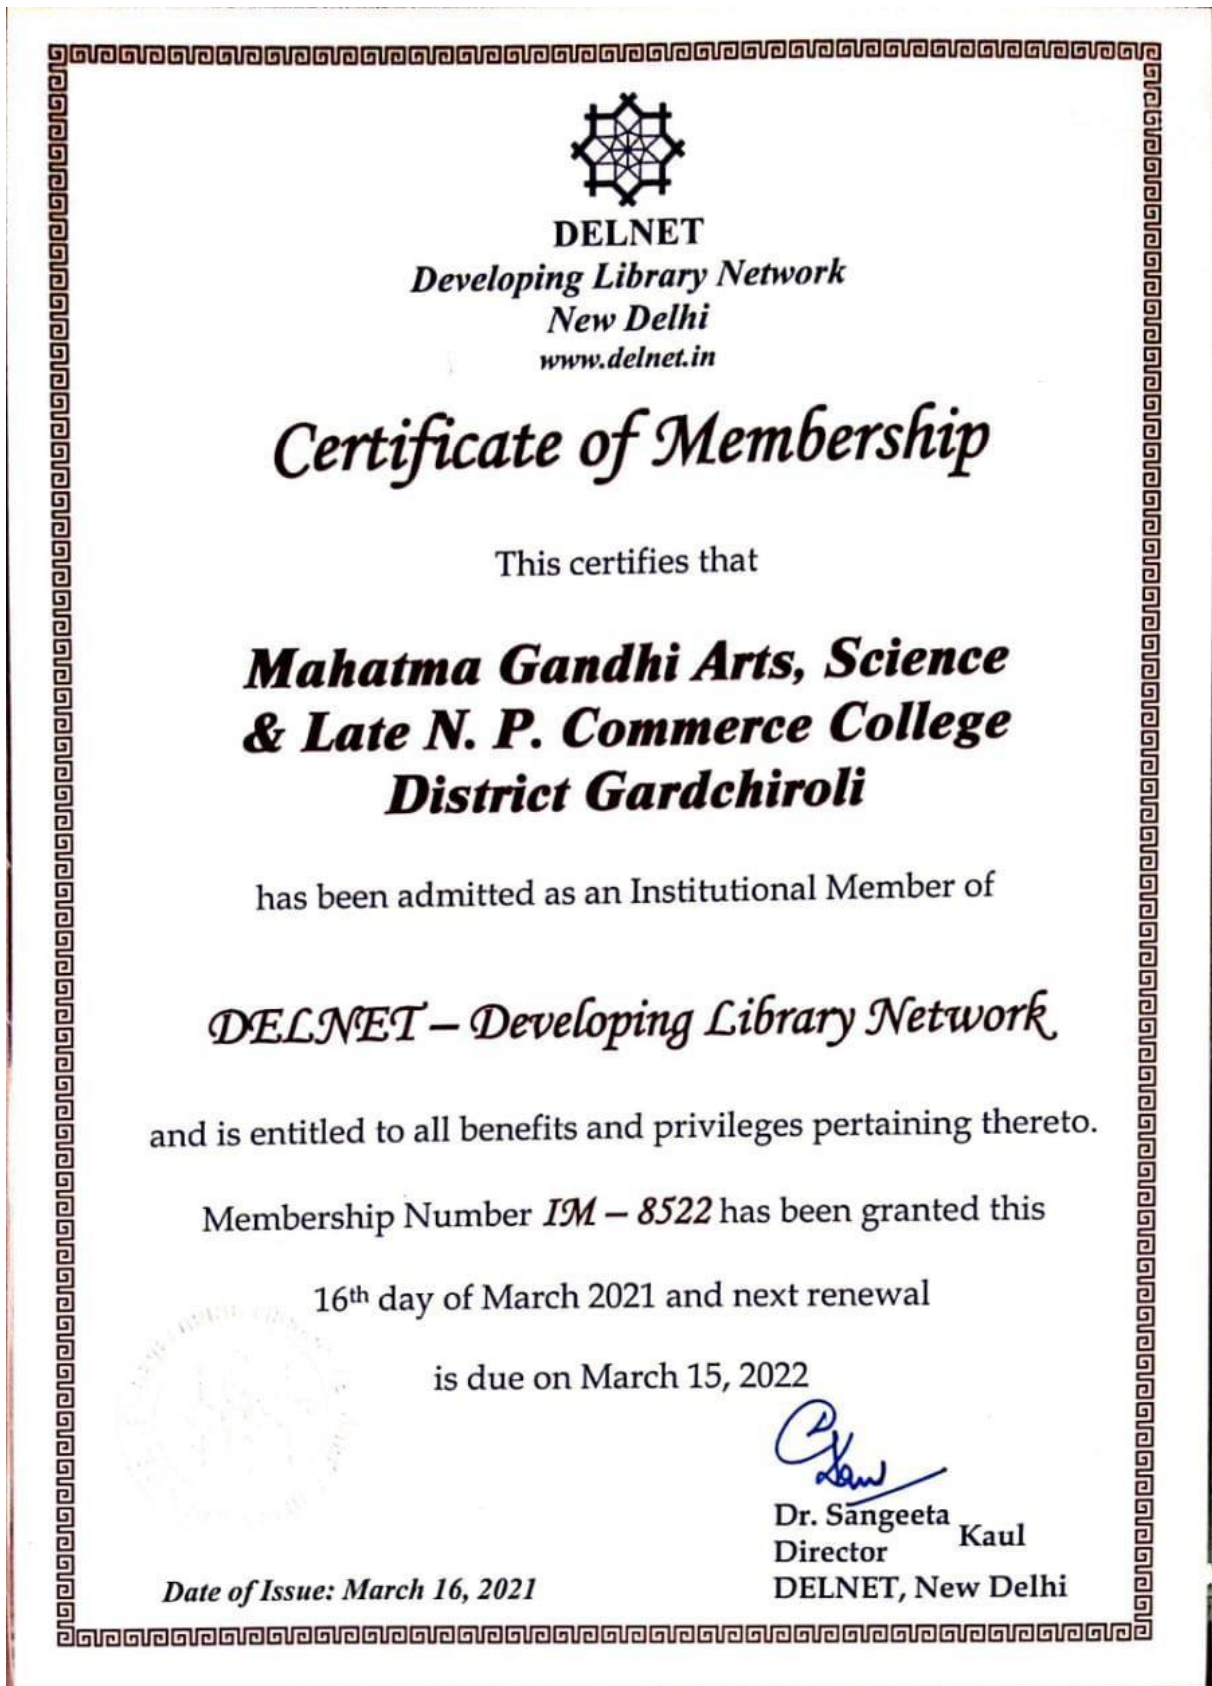 DELNET
Developing Library Network
New Delhi
www.delnet.in
Certificate of Membership
This certifies that
Mahatma Gandhi Arts, Science
& Late N. P. Commerce College
District Gardchiroli
has been admitted as an Institutional Member of
DELNET – Developing Library Network
and is entitled to all benefits and privileges pertaining thereto.
Membership Number IM – 8522 has been granted this
16th day of March 2021 and next renewal
is due on March 15, 2022
Dr. Sangeeta Kaul
Director
DELNET, New Delhi
Date of Issue: March 16, 2021